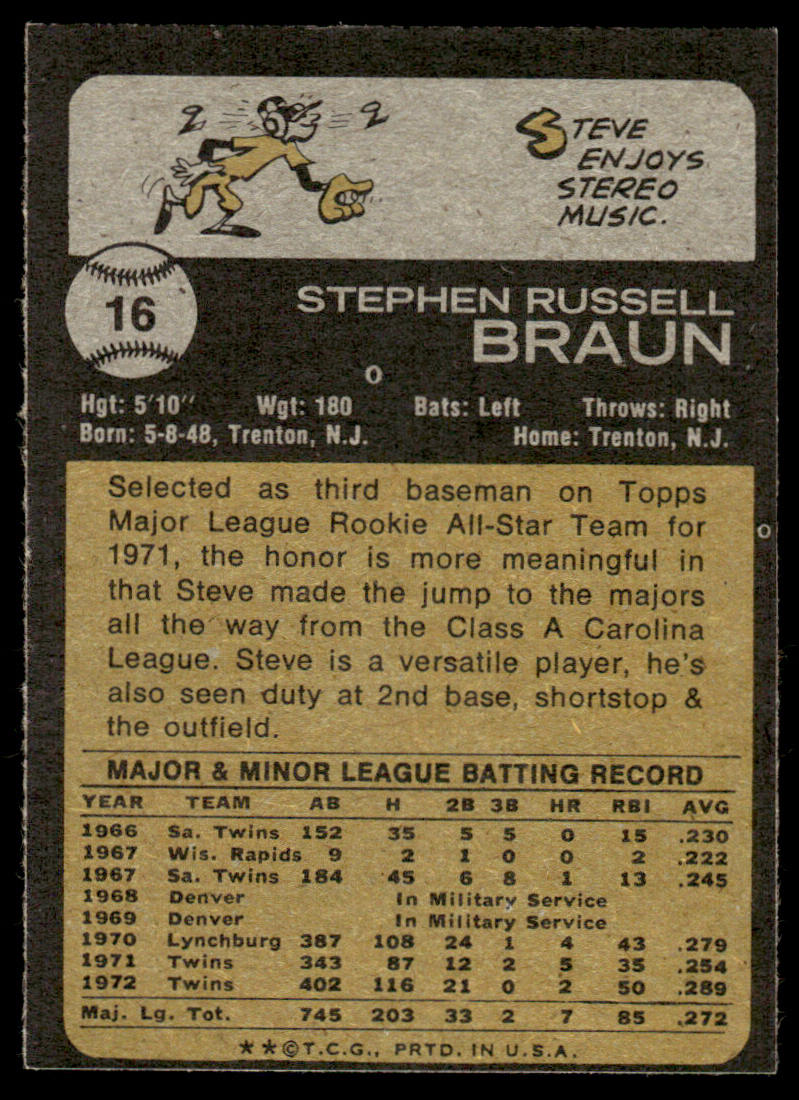 STEVE
ENJOYS
STEREO
MUSIC.
16
STEPHEN RUSSELL
BRAUN
Hgt: 5'10" Wgt: 180 Bats: Left Throws: Right
Born: 5-8-48, Trenton, N.J. Home: Trenton, N.J.
Selected as third baseman on Topps
Major League Rookie All-Star Team for
1971, the honor is more meaningful in
that Steve made the jump to the majors
all the way from the Class A Carolina
League. Steve is a versatile player, he's
also seen duty at 2nd base, shortstop &
the outfield.
MAJOR & MINOR LEAGUE BATTING RECORD
YEAR TEAM AB H 2B 3B HR RBI AVG
1966 Sa. Twins 152 35 5 5 0 15 .230
1967 Wis. Rapids 9 2 1 0 0 2 .222
1967 Sa. Twins 184 45 6 8 1 13 .245
1968 Denver In Military Service
1969 Denver In Military Service
1970 Lynchburg 387 108 24 1 4 43 .279
1971 Twins 343 87 12 2 5 35 .254
1972 Twins 402 116 21 0 2 50 .289
Maj. Lg. Tot. 745 203 33 2 7 85 .272
**©T.C.G., PRTD. IN U.S.A.